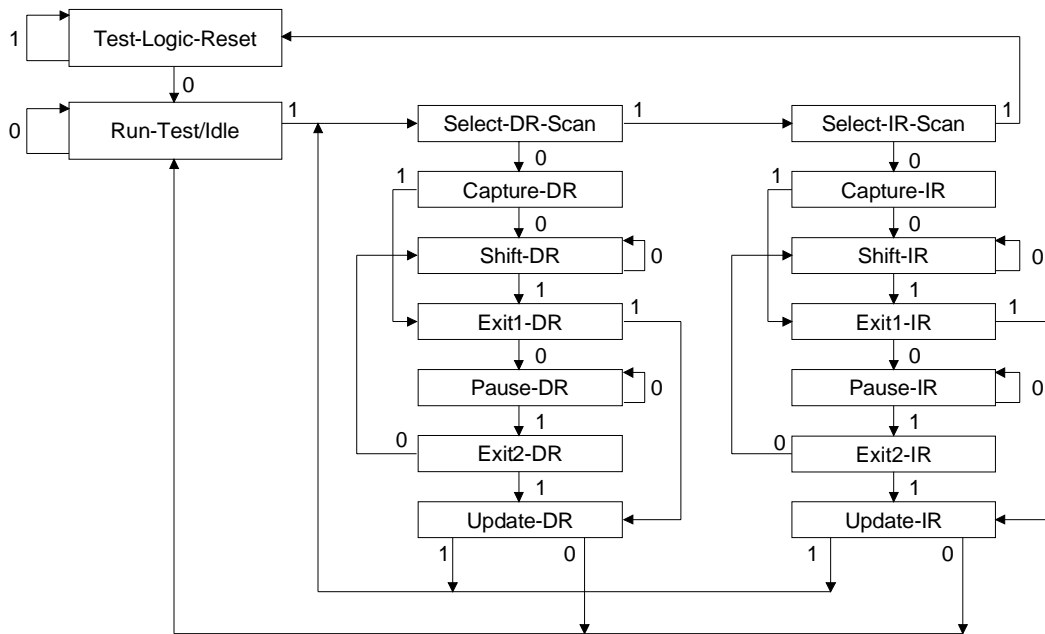 Test-Logic-Reset
1
0
Run-Test/Idle
0
1
Select-DR-Scan
1
0
Capture-DR
1
0
Shift-DR
0
1
Exit1-DR
1
0
Pause-DR
0
1
Exit2-DR
0
1
Update-DR
1
0
Select-IR-Scan
1
0
Capture-IR
1
0
Shift-IR
0
1
Exit1-IR
1
0
Pause-IR
0
1
Exit2-IR
0
1
Update-IR
1
0